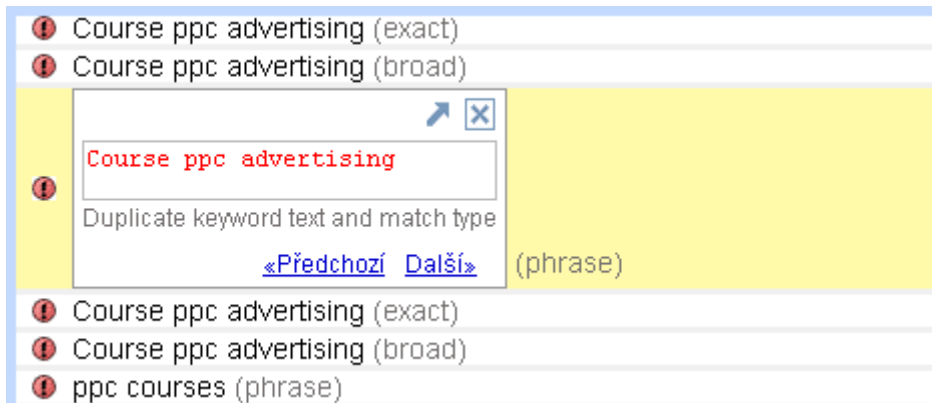 Course ppc advertising (exact)
Course ppc advertising (broad)
Course ppc advertising
Duplicate keyword text and match type
«Předchozí Další» (phrase)
Course ppc advertising (exact)
Course ppc advertising (broad)
ppc courses (phrase)